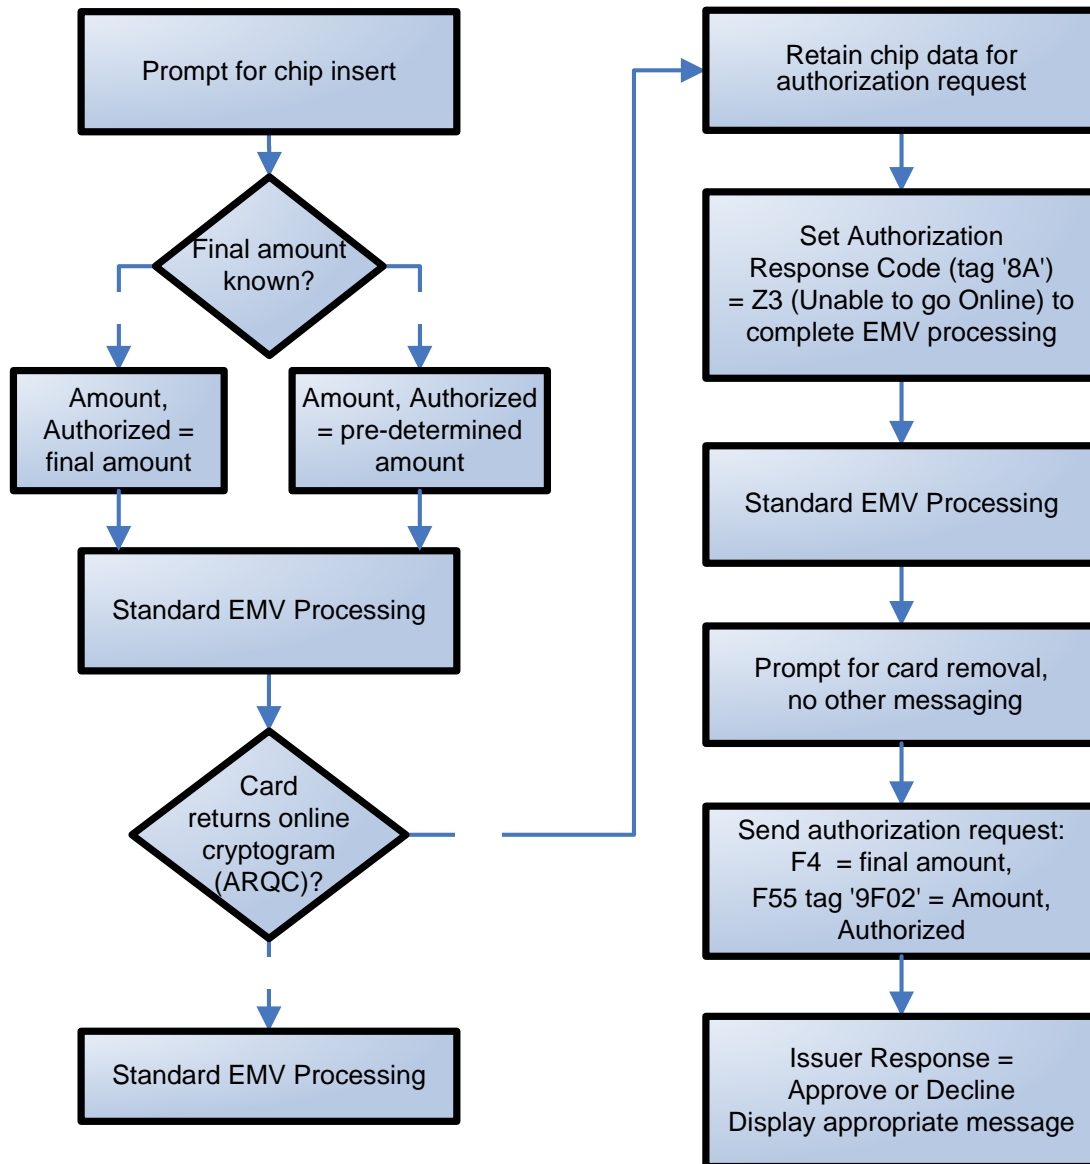 Prompt for chip insert
Final amount
known?
Amount,
Authorized =
final amount
Amount, Authorized
= pre-determined
amount
Standard EMV Processing
Card
returns online
cryptogram
(ARQC)?
Standard EMV Processing
Retain chip data for
authorization request
Set Authorization
Response Code (tag '8A')
= Z3 (Unable to go Online) to
complete EMV processing
Standard EMV Processing
Prompt for card removal,
no other messaging
Send authorization request:
F4 = final amount,
F55 tag '9F02' = Amount,
Authorized
Issuer Response =
Approve or Decline
Display appropriate message